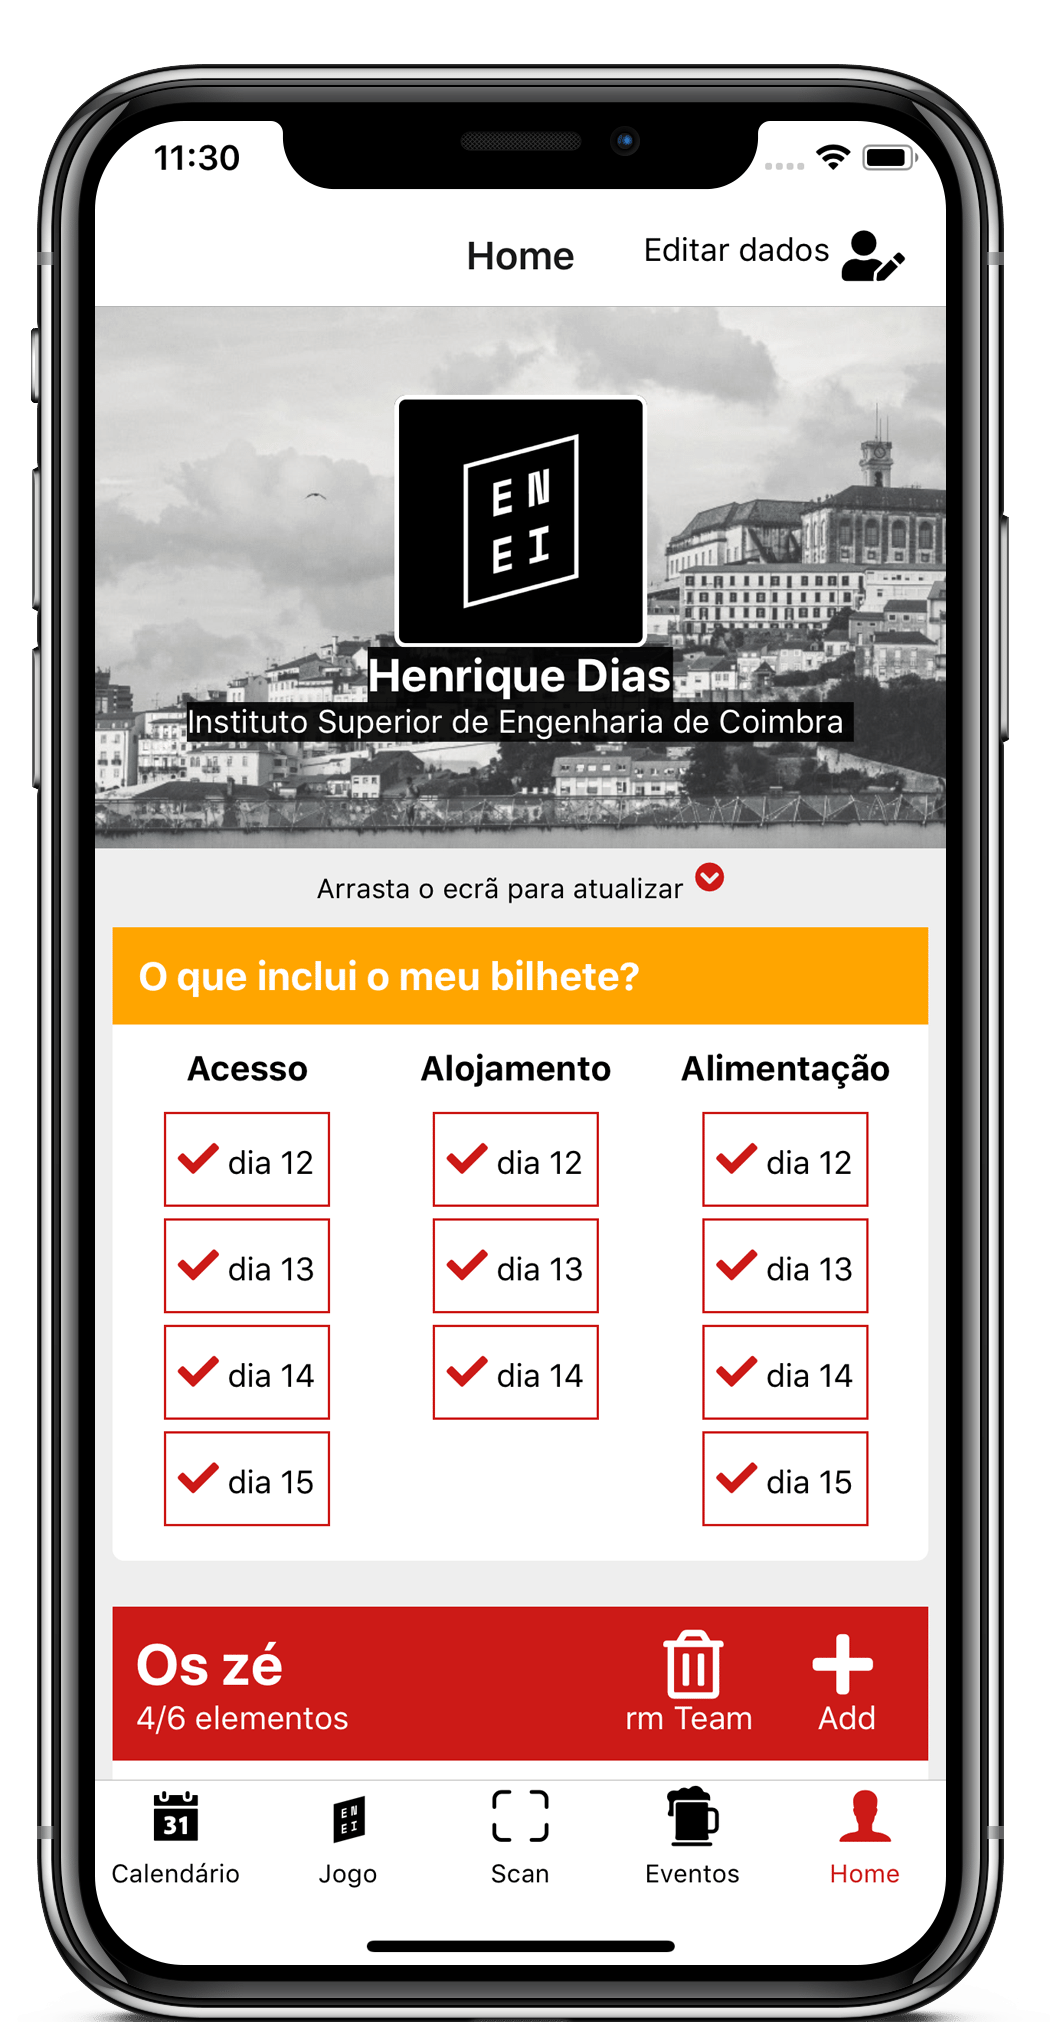 11:30
Home
Editar dados
E N
E I
Henrique Dias
Instituto Superior de Engenharia de Coimbra
Arrasta o ecrã para atualizar
O que inclui o meu bilhete?
Acesso Alojamento Alimentação
dia 12 dia 12 dia 12
dia 13 dia 13 dia 13
dia 14 dia 14 dia 14
dia 15 dia 15
Os zé
4/6 elementos
rm Team
Add
31
E N
E I
Calendário Jogo Scan Eventos Home